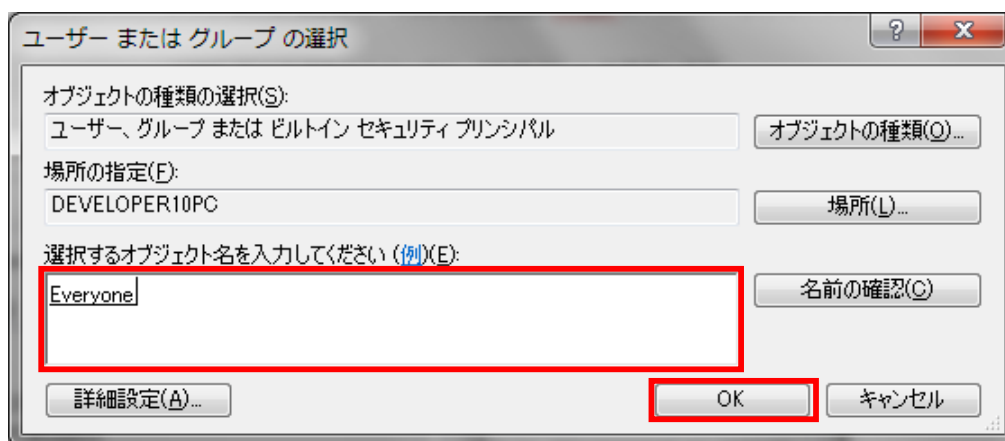 ユーザー または グループ の選択
オブジェクトの種類の選択(S):
ユーザー、グループ または ビルトイン セキュリティ プリンシパル
オブジェクトの種類(O)...
場所の指定(F):
DEVELOPER10PC
場所(L)...
選択するオブジェクト名を入力してください (例)(E):
Everyone
名前の確認(C)
詳細設定(A)...
OK
キャンセル